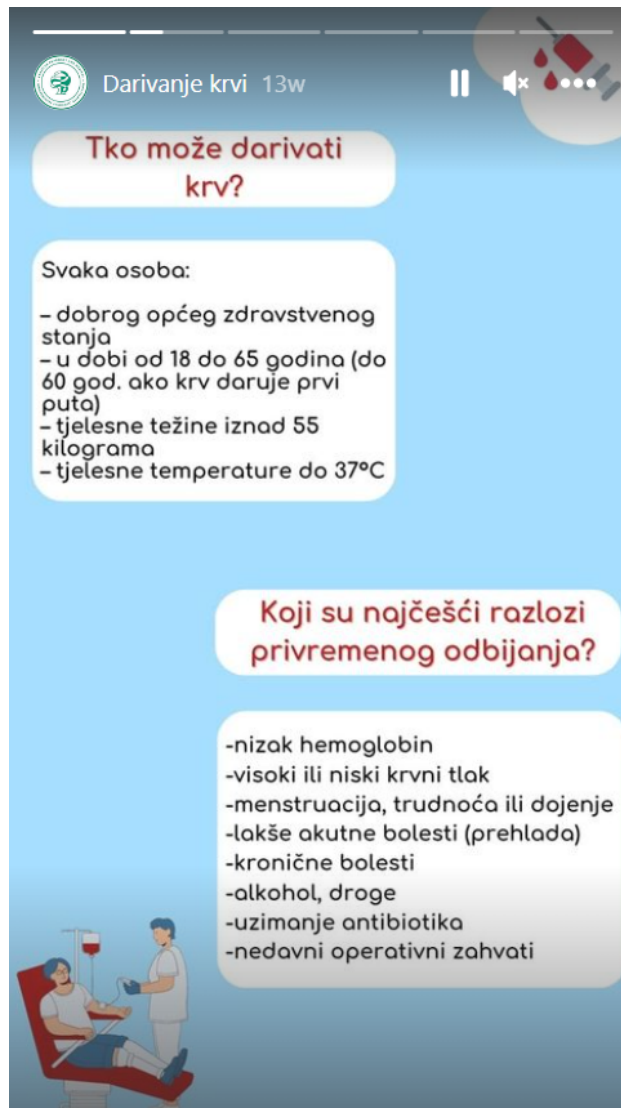 Darivanje krvi 13w
Tko može darivati
krv?
Svaka osoba:
– dobrog općeg zdravstvenog
stanja
– u dobi od 18 do 65 godina (do
60 god. ako krv daruje prvi
puta)
– tjelesne težine iznad 55
kilograma
– tjelesne temperature do 37°C
Koji su najčešći razlozi
privremenog odbijanja?
-nizak hemoglobin
-visoki ili niski krvni tlak
-menstruacija, trudnoća ili dojenje
-lakše akutne bolesti (prehlada)
-kronične bolesti
-alkohol, droge
-uzimanje antibiotika
-nedavni operativni zahvati